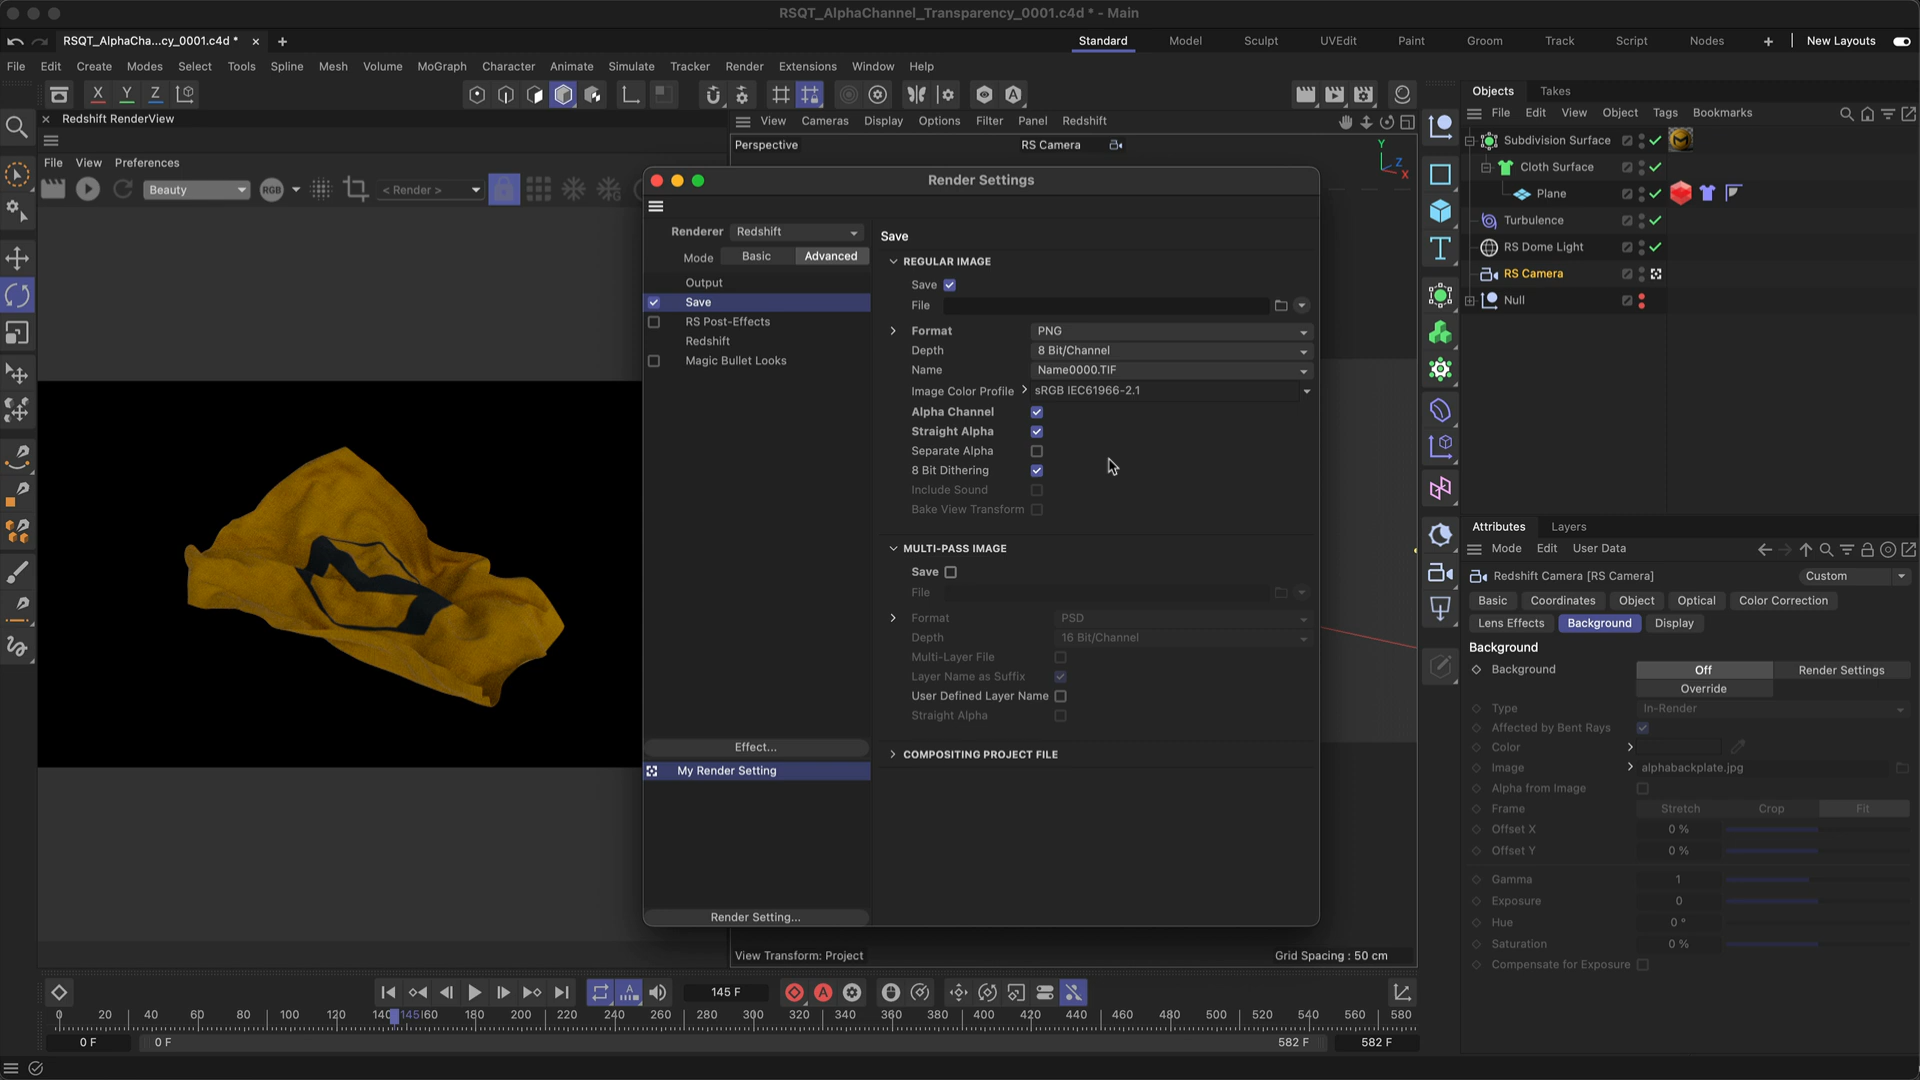 RSQT_AlphaChannel_Transparency_0001.c4d * - Main
RSQT_AlphaCha...cy_0001.c4d *
Standard Model Sculpt UVEdit Paint Groom Track Script Nodes New Layouts
File Edit Create Modes Select Tools Spline Mesh Volume MoGraph Character Animate Simulate Tracker Render Extensions Window Help
X Y Z
Redshift RenderView
File View Preferences
Beauty RGB < Render >
View Cameras Display Options Filter Panel Redshift
Perspective RS Camera
Y Z X
Render Settings
Renderer Redshift
Mode Basic Advanced
Output
Save
RS Post-Effects
Redshift
Magic Bullet Looks
Effect...
My Render Setting
Render Setting...
Save
REGULAR IMAGE
Save
File
Format PNG
Depth 8 Bit/Channel
Name Name0000.TIF
Image Color Profile sRGB IEC61966-2.1
Alpha Channel
Straight Alpha
Separate Alpha
8 Bit Dithering
Include Sound
Bake View Transform
MULTI-PASS IMAGE
Save
File
Format PSD
Depth 16 Bit/Channel
Multi-Layer File
Layer Name as Suffix
User Defined Layer Name
Straight Alpha
COMPOSITING PROJECT FILE
View Transform: Project Grid Spacing : 50 cm
Objects Takes
File Edit View Object Tags Bookmarks
Subdivision Surface
Cloth Surface
Plane
Turbulence
RS Dome Light
RS Camera
Null
Attributes Layers
Mode Edit User Data
Redshift Camera [RS Camera] Custom
Basic Coordinates Object Optical Color Correction
Lens Effects Background Display
Background
Background Off Render Settings
Override
Type In-Render
Affected by Bent Rays
Color
Image alphabackplate.jpg
Alpha from Image
Frame Stretch Crop Fit
Offset X 0 %
Offset Y 0 %
Gamma 1
Exposure 0
Hue 0 °
Saturation 0 %
Compensate for Exposure
145 F
0 20 40 60 80 100 120 140 145 160 180 200 220 240 260 280 300 320 340 360 380 400 420 440 460 480 500 520 540 560 580
0 F 0 F 582 F 582 F